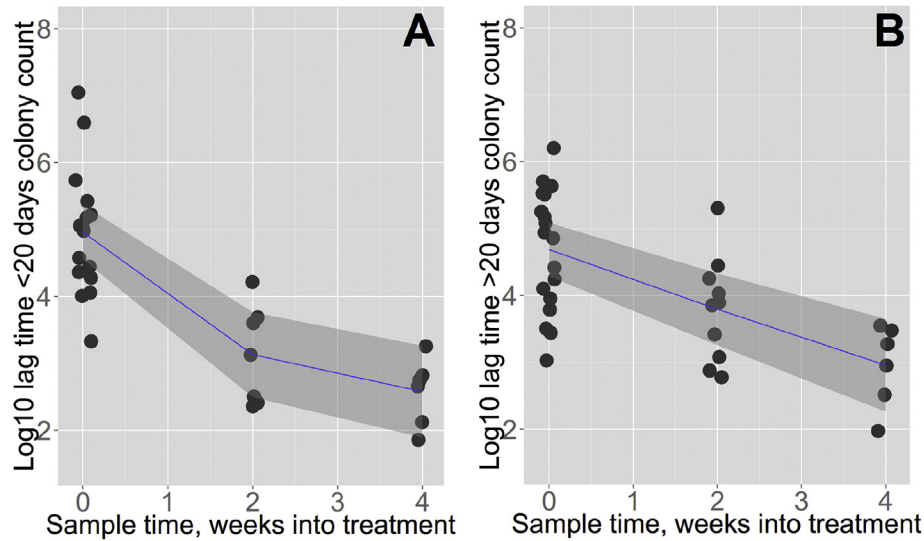 A
Log10 lag time <20 days colony count
8
6
4
2
0 1 2 3 4
Sample time, weeks into treatment
B
Log10 lag time >20 days colony count
8
6
4
2
0 1 2 3 4
Sample time, weeks into treatment